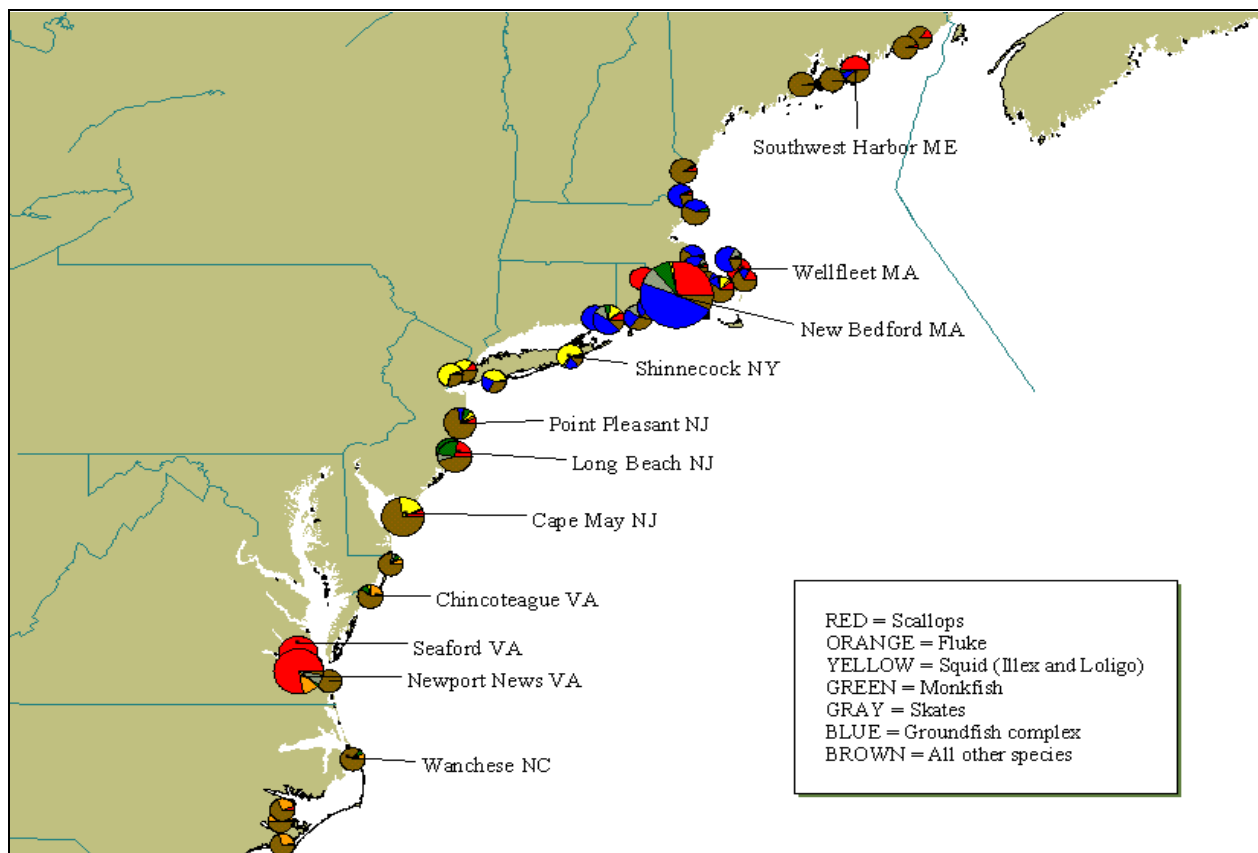 Southwest Harbor ME
Wellfleet MA
New Bedford MA
Shinnecock NY
Point Pleasant NJ
Long Beach NJ
Cape May NJ
Chincoteague VA
Seaford VA
Newport News VA
Wanchese NC
RED = Scallops
ORANGE = Fluke
YELLOW = Squid (Illex and Loligo)
GREEN = Monkfish
GRAY = Skates
BLUE = Groundfish complex
BROWN = All other species